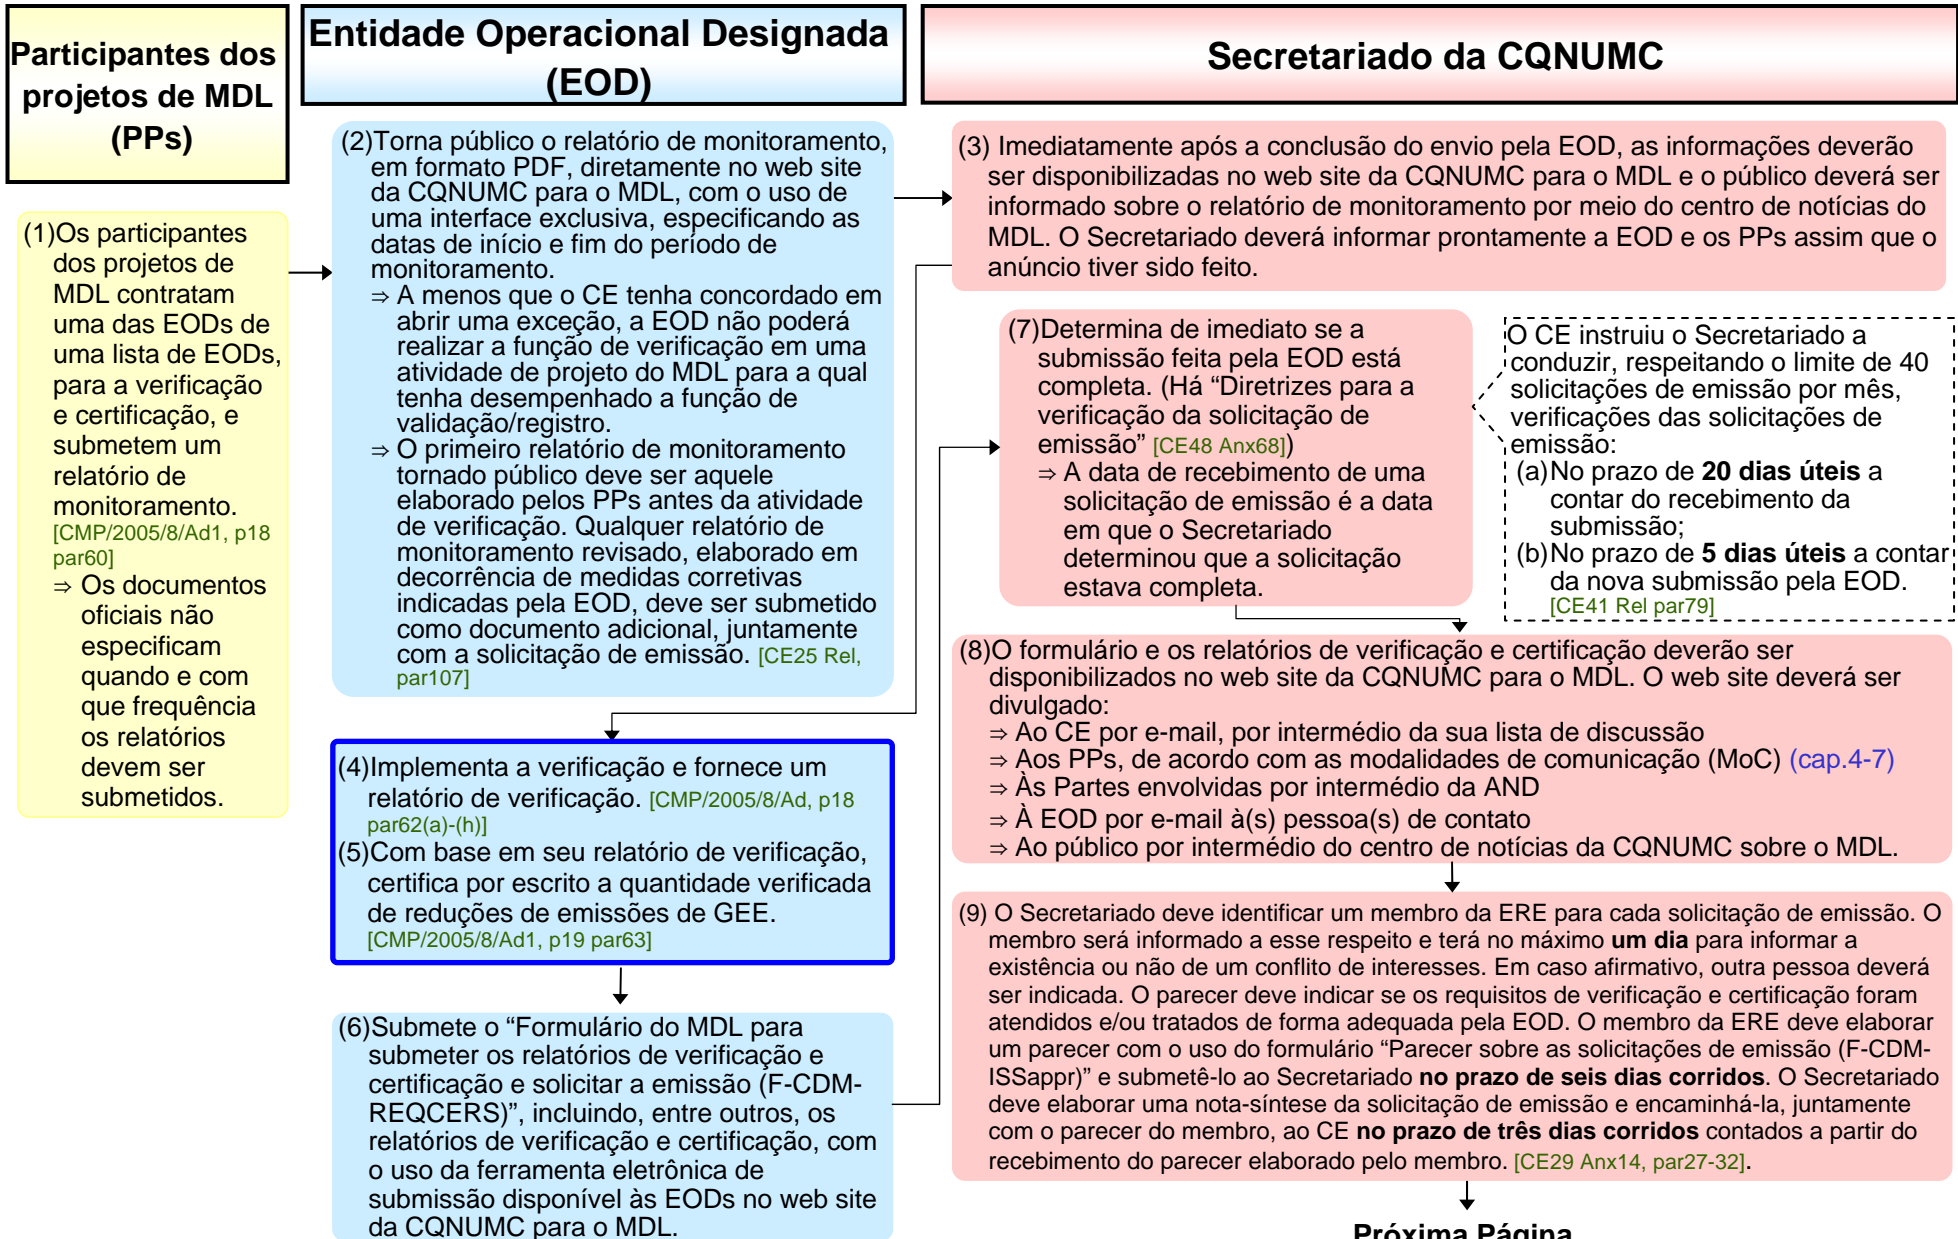 Participantes dos
projetos de MDL
(PPs)
Entidade Operacional Designada
(EOD)
Secretariado da CQNUMC
(1)Os participantes
dos projetos de
MDL contratam
uma das EODs de
uma lista de EODs,
para a verificação
e certificação, e
submetem um
relatório de
monitoramento.
[CMP/2005/8/Ad1, p18
par60]
⇒ Os documentos
oficiais não
especificam
quando e com
que frequência
os relatórios
devem ser
submetidos.
(2)Torna público o relatório de monitoramento,
em formato PDF, diretamente no web site
da CQNUMC para o MDL, com o uso de
uma interface exclusiva, especificando as
datas de início e fim do período de
monitoramento.
⇒ A menos que o CE tenha concordado em
abrir uma exceção, a EOD não poderá
realizar a função de verificação em uma
atividade de projeto do MDL para a qual
tenha desempenhado a função de
validação/registro.
⇒ O primeiro relatório de monitoramento
tornado público deve ser aquele
elaborado pelos PPs antes da atividade
de verificação. Qualquer relatório de
monitoramento revisado, elaborado em
decorrência de medidas corretivas
indicadas pela EOD, deve ser submetido
como documento adicional, juntamente
com a solicitação de emissão. [CE25 Rel,
par107]
(3) Imediatamente após a conclusão do envio pela EOD, as informações deverão
ser disponibilizadas no web site da CQNUMC para o MDL e o público deverá ser
informado sobre o relatório de monitoramento por meio do centro de notícias do
MDL. O Secretariado deverá informar prontamente a EOD e os PPs assim que o
anúncio tiver sido feito.
(4)Implementa a verificação e fornece um
relatório de verificação. [CMP/2005/8/Ad, p18
par62(a)-(h)]
(5)Com base em seu relatório de verificação,
certifica por escrito a quantidade verificada
de reduções de emissões de GEE.
[CMP/2005/8/Ad1, p19 par63]
(6)Submete o “Formulário do MDL para
submeter os relatórios de verificação e
certificação e solicitar a emissão (F-CDM-
REQCERS)”, incluindo, entre outros, os
relatórios de verificação e certificação, com
o uso da ferramenta eletrônica de
submissão disponível às EODs no web site
da CQNUMC para o MDL.
(7)Determina de imediato se a
submissão feita pela EOD está
completa. (Há “Diretrizes para a
verificação da solicitação de
emissão” [CE48 Anx68])
⇒ A data de recebimento de uma
solicitação de emissão é a data
em que o Secretariado
determinou que a solicitação
estava completa.
O CE instruiu o Secretariado a
conduzir, respeitando o limite de 40
solicitações de emissão por mês,
verificações das solicitações de
emissão:
(a)No prazo de 20 dias úteis a
contar do recebimento da
submissão;
(b)No prazo de 5 dias úteis a contar
da nova submissão pela EOD.
[CE41 Rel par79]
(8)O formulário e os relatórios de verificação e certificação deverão ser
disponibilizados no web site da CQNUMC para o MDL. O web site deverá ser
divulgado:
⇒ Ao CE por e-mail, por intermédio da sua lista de discussão
⇒ Aos PPs, de acordo com as modalidades de comunicação (MoC) (cap.4-7)
⇒ Às Partes envolvidas por intermédio da AND
⇒ À EOD por e-mail à(s) pessoa(s) de contato
⇒ Ao público por intermédio do centro de notícias da CQNUMC sobre o MDL.
(9) O Secretariado deve identificar um membro da ERE para cada solicitação de emissão. O
membro será informado a esse respeito e terá no máximo um dia para informar a
existência ou não de um conflito de interesses. Em caso afirmativo, outra pessoa deverá
ser indicada. O parecer deve indicar se os requisitos de verificação e certificação foram
atendidos e/ou tratados de forma adequada pela EOD. O membro da ERE deve elaborar
um parecer com o uso do formulário “Parecer sobre as solicitações de emissão (F-CDM-
ISSappr)” e submetê-lo ao Secretariado no prazo de seis dias corridos. O Secretariado
deve elaborar uma nota-síntese da solicitação de emissão e encaminhá-la, juntamente
com o parecer do membro, ao CE no prazo de três dias corridos contados a partir do
recebimento do parecer elaborado pelo membro. [CE29 Anx14, par27-32].
Próxima Página